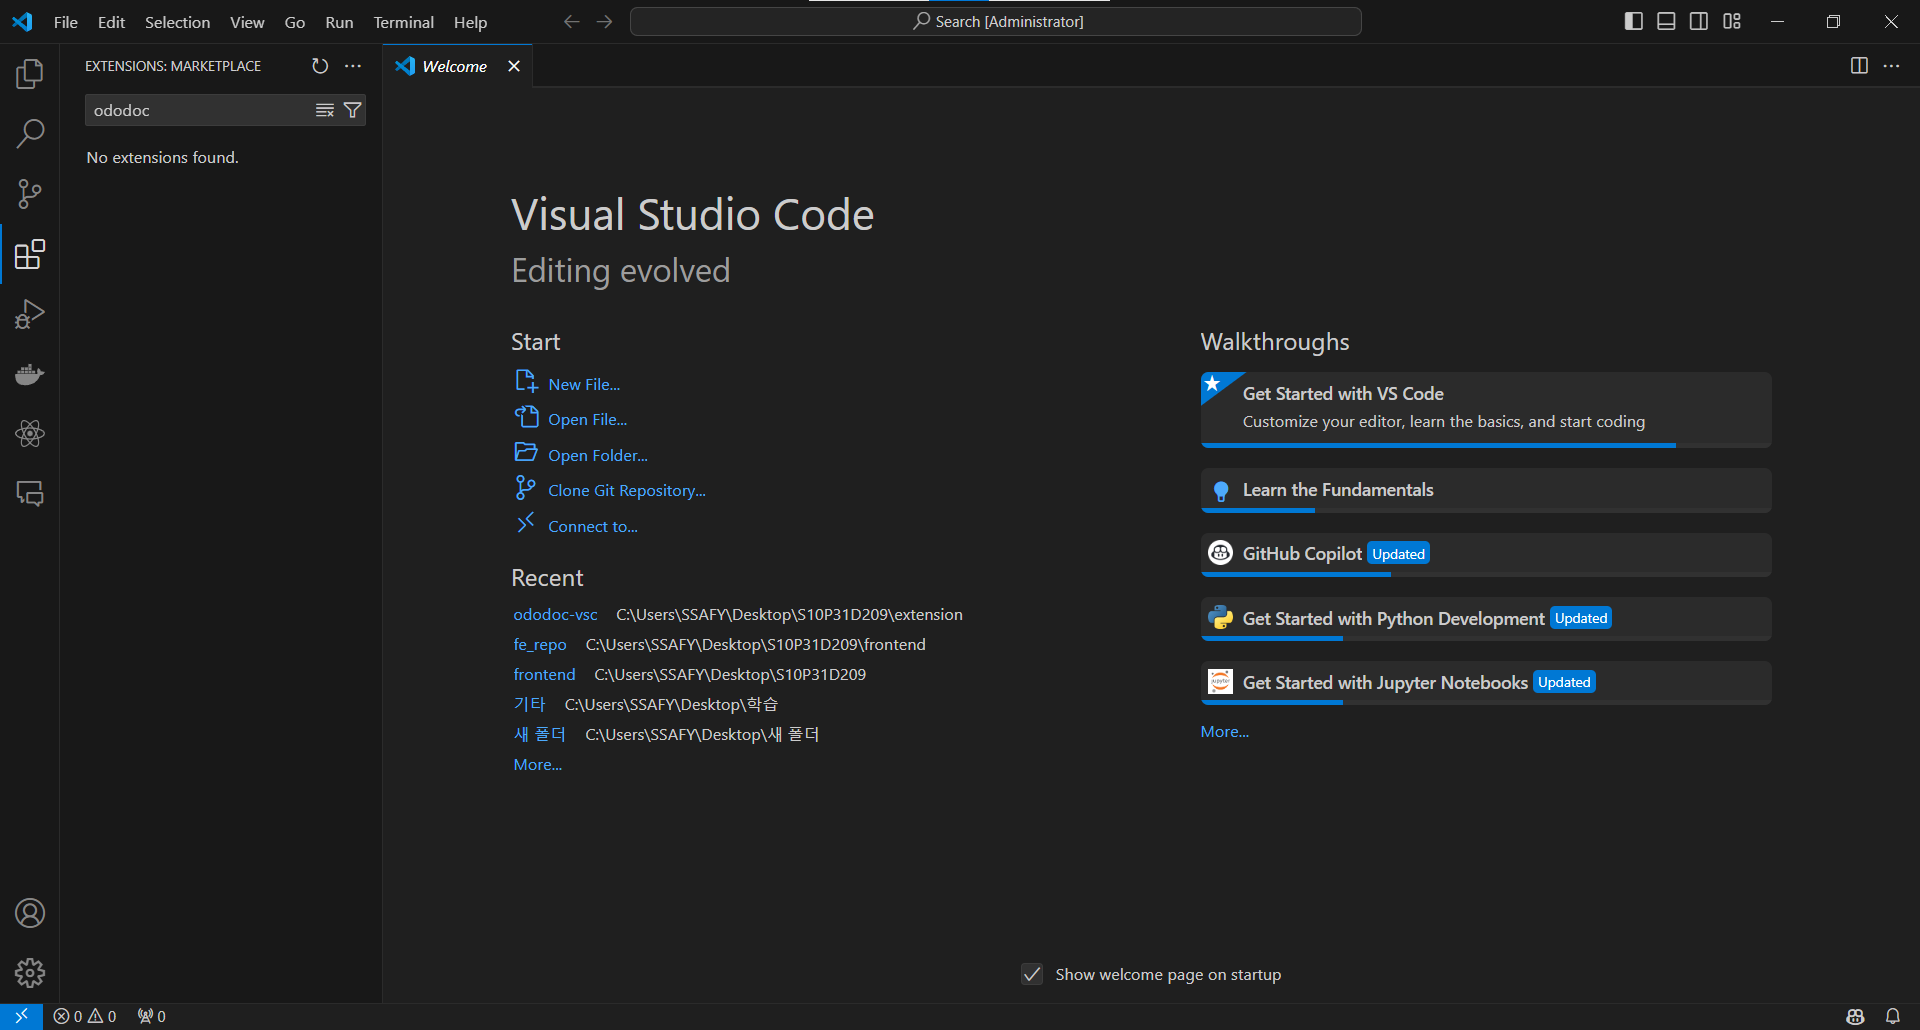 File Edit Selection View Go Run Terminal Help
Search [Administrator]
EXTENSIONS: MARKETPLACE
ododoc
No extensions found.
Welcome
Visual Studio Code
Editing evolved
Start
New File...
Open File...
Open Folder...
Clone Git Repository...
Connect to...
Recent
ododoc-vsc C:\Users\SSAFY\Desktop\S10P31D209\extension
fe_repo C:\Users\SSAFY\Desktop\S10P31D209\frontend
frontend C:\Users\SSAFY\Desktop\S10P31D209
기타 C:\Users\SSAFY\Desktop\학습
새 폴더 C:\Users\SSAFY\Desktop\새 폴더
More...
Walkthroughs
Get Started with VS Code
Customize your editor, learn the basics, and start coding
Learn the Fundamentals
GitHub Copilot Updated
Get Started with Python Development Updated
jupyter
Get Started with Jupyter Notebooks Updated
More...
Show welcome page on startup
0 0 0